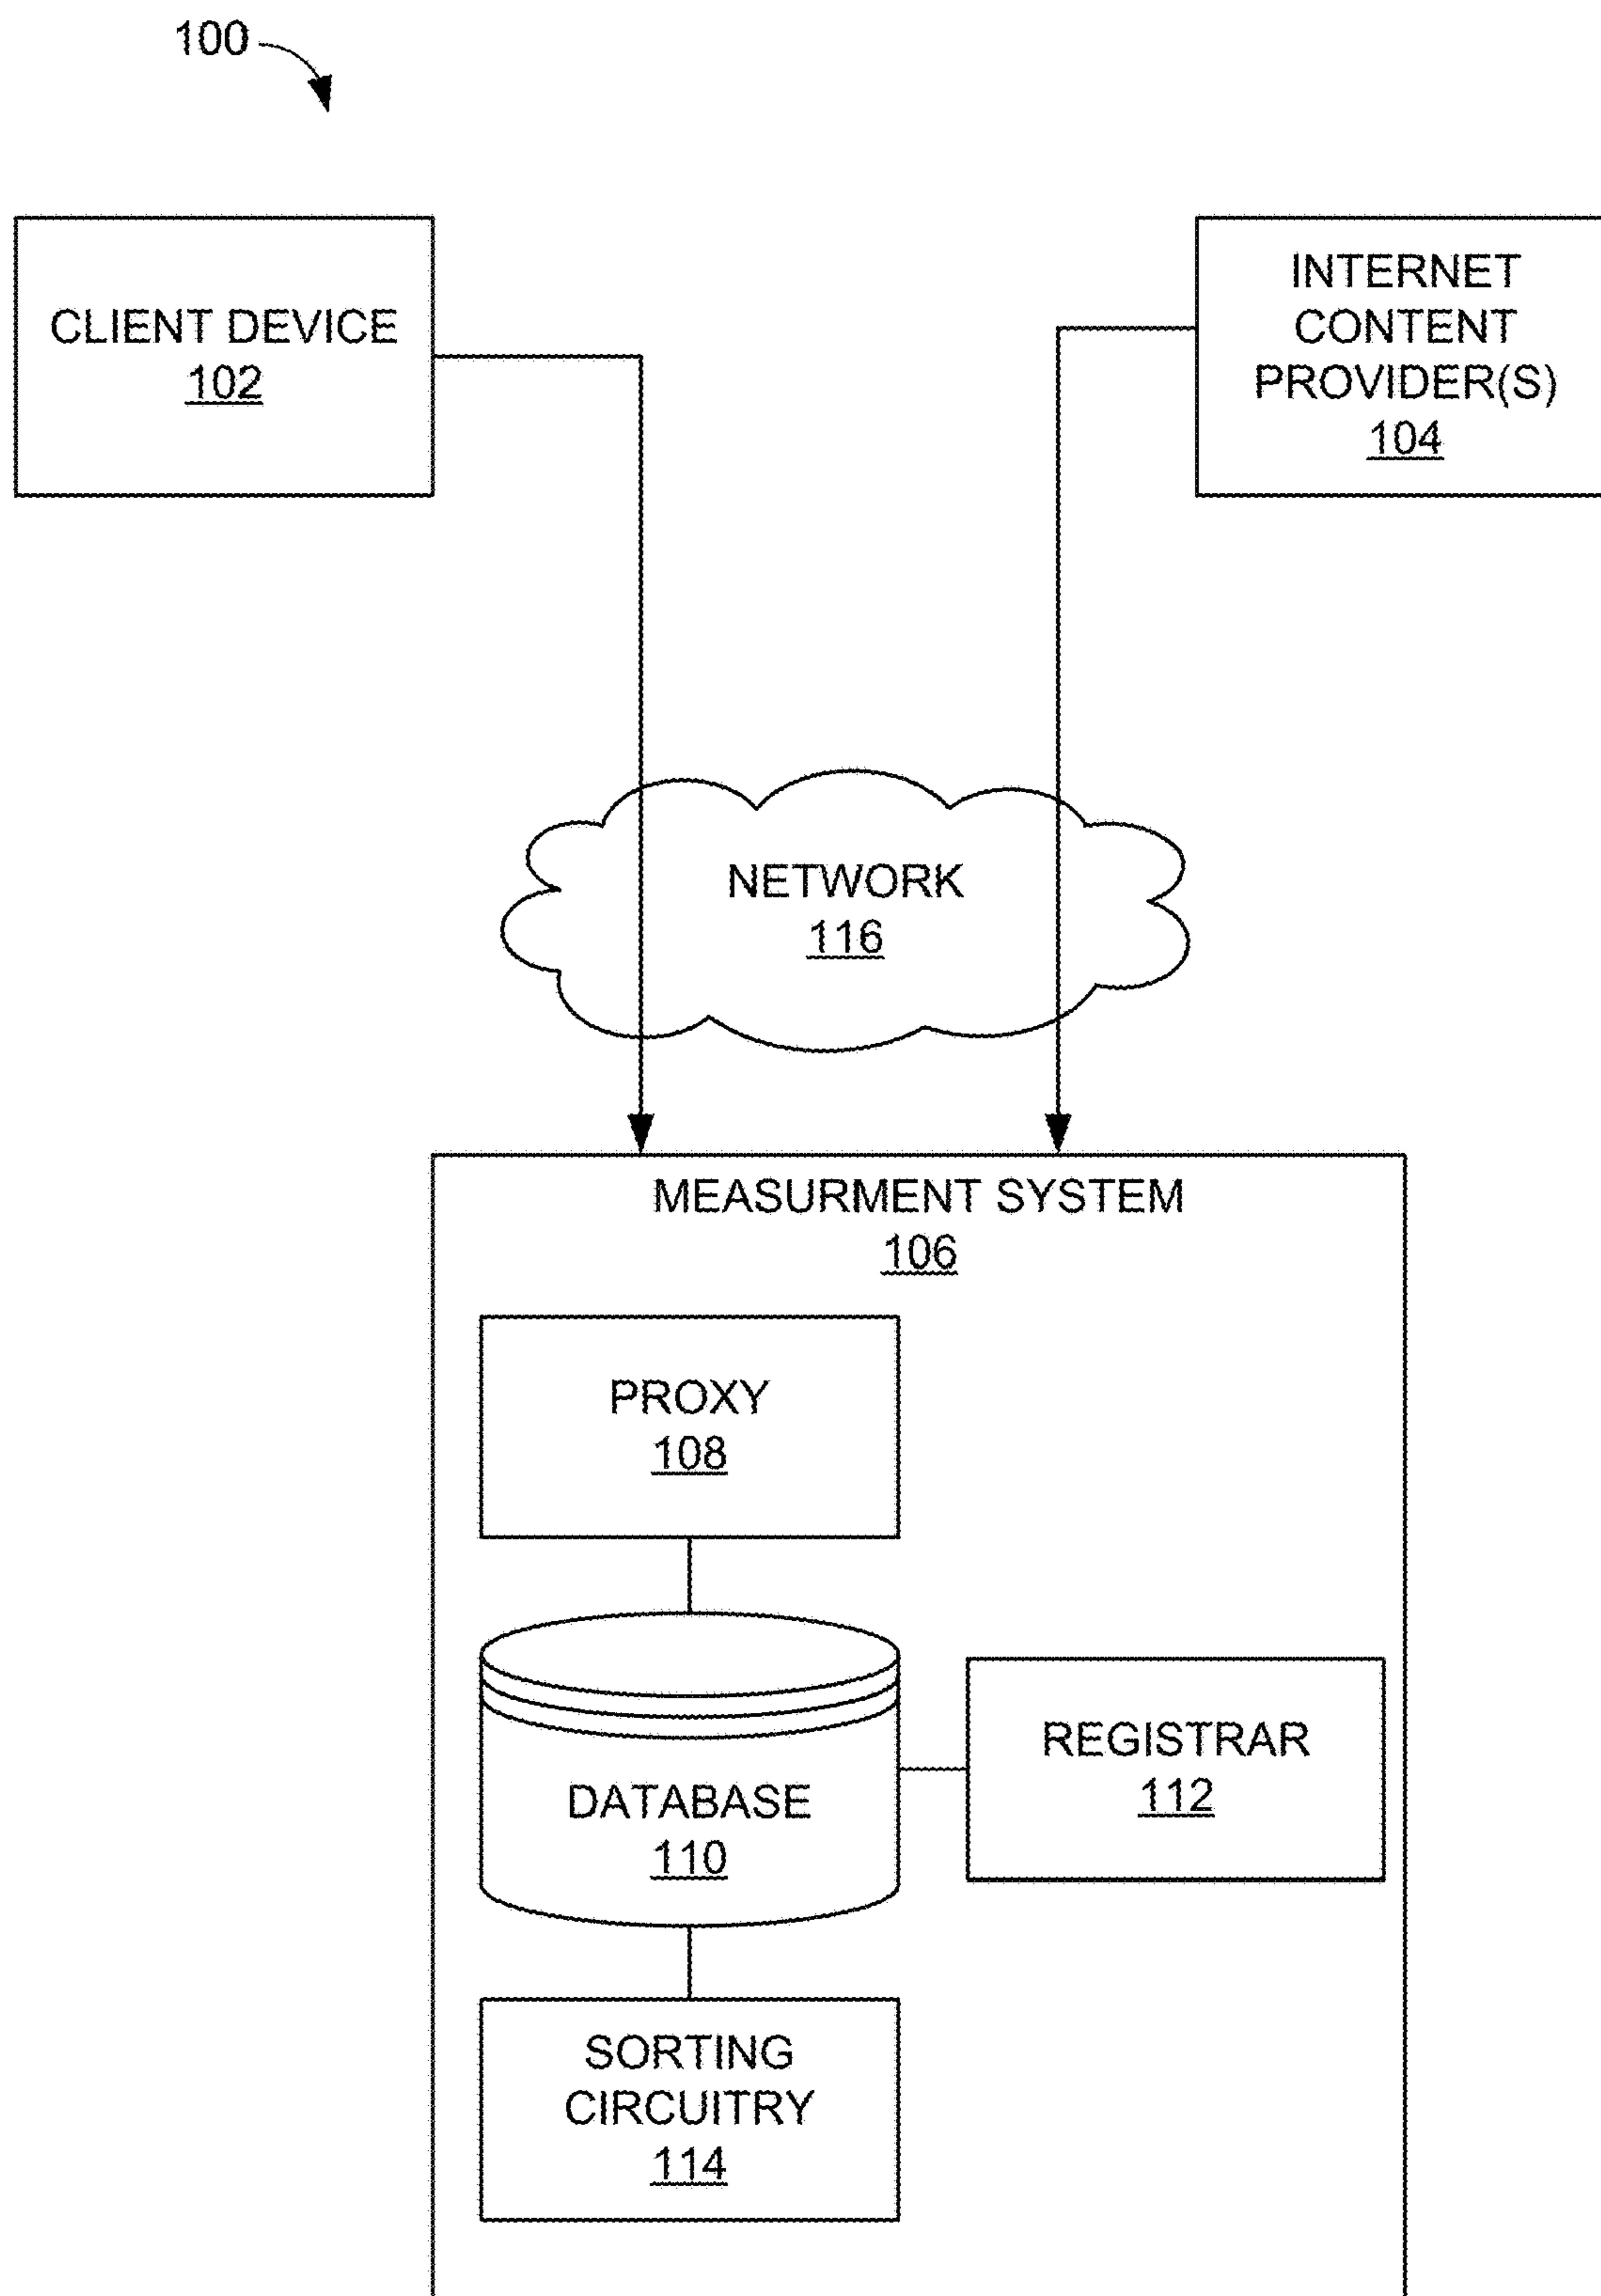 100
CLIENT DEVICE
102
INTERNET
CONTENT
PROVIDER(S)
104
NETWORK
116
MEASURMENT SYSTEM
106
PROXY
108
DATABASE
110
REGISTRAR
112
SORTING
CIRCUITRY
114